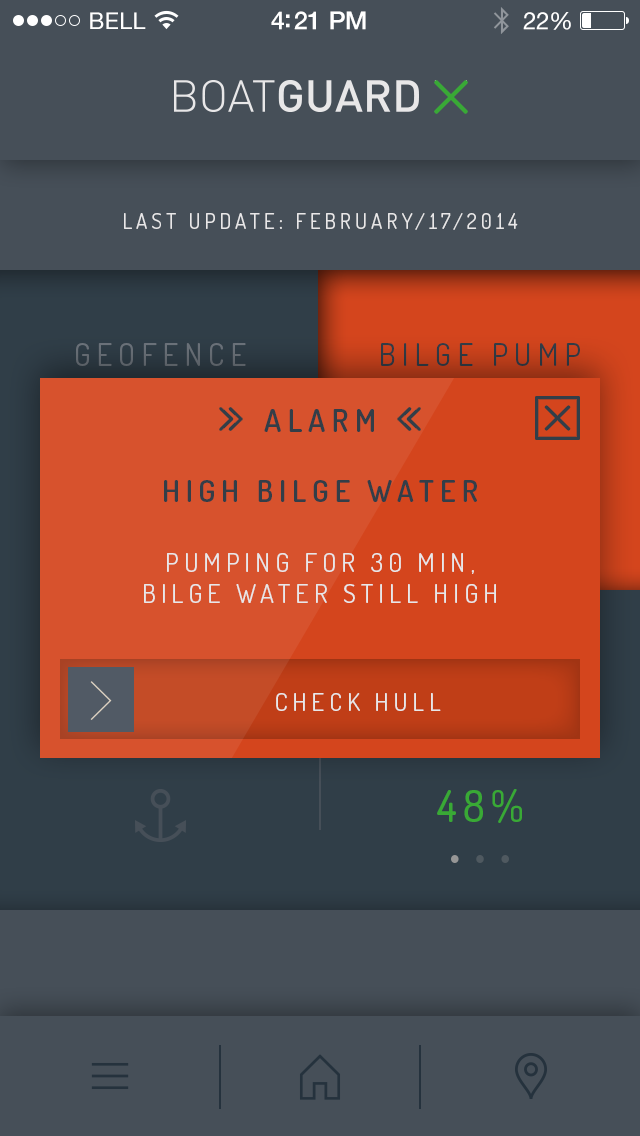 BELL 4:21 PM 22%
BOATGUARD
LAST UPDATE: FEBRUARY/17/2014
GEOFENCE BILGE PUMP
ALARM
HIGH BILGE WATER
PUMPING FOR 30 MIN,
BILGE WATER STILL HIGH
CHECK HULL
48%